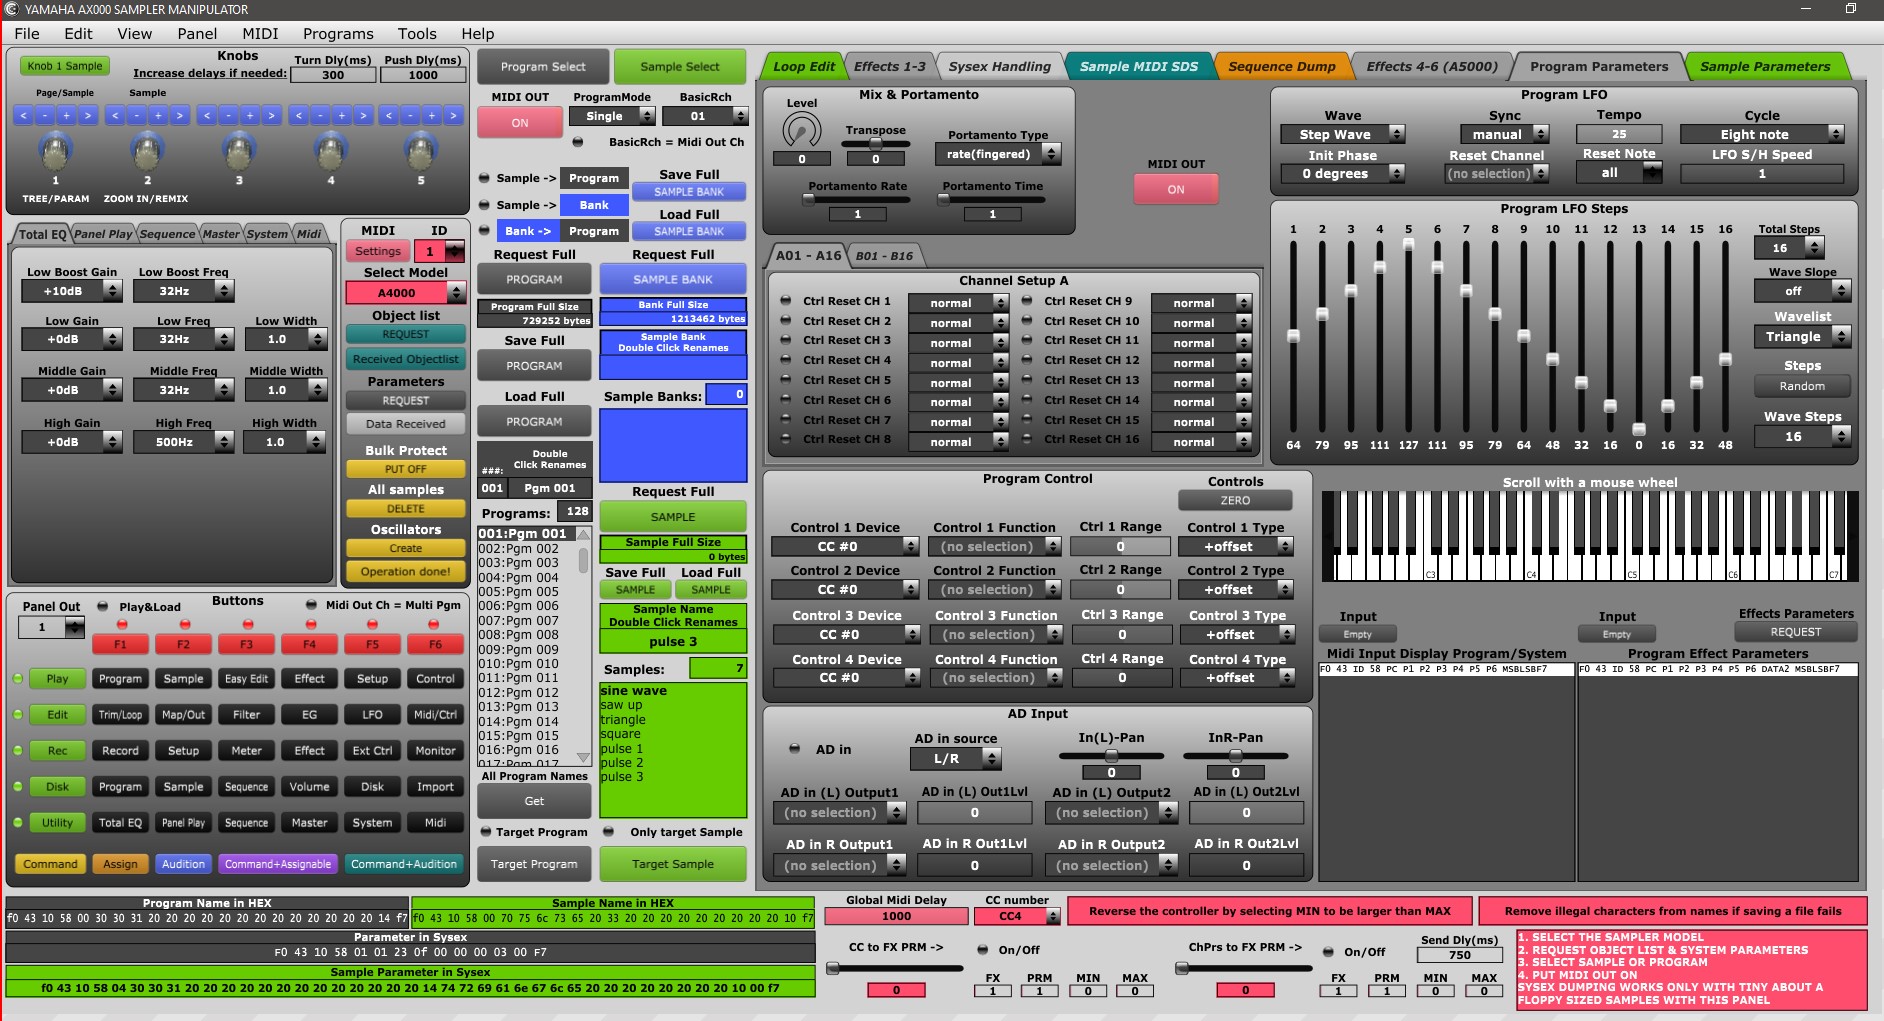 YAMAHA AX000 SAMPLER MANIPULATOR
File Edit View Panel MIDI Programs Tools Help
Knobs
Knob 1 Sample
Increase delays if needed:
Turn Dly(ms)
300
Push Dly(ms)
1000
Page/Sample
Sample
< - + > < - + > < - + > < - + > < - + >
1 2 3 4 5
TREE/PARAM ZOOM IN/REMIX
Total EQ Panel Play Sequence Master System Midi
Low Boost Gain Low Boost Freq
+10dB 32Hz
Low Gain Low Freq Low Width
+0dB 32Hz 1.0
Middle Gain Middle Freq Middle Width
+0dB 32Hz 1.0
High Gain High Freq High Width
+0dB 500Hz 1.0
MIDI ID
Settings 1
Select Model
A4000
Object list
REQUEST
Received Objectlist
Parameters
REQUEST
Data Received
Bulk Protect
PUT OFF
All samples
DELETE
Oscillators
Create
Operation done!
Panel Out
1
Play&Load
Buttons
Midi Out Ch = Multi Pgm
F1 F2 F3 F4 F5 F6
Play Program Sample Easy Edit Effect Setup Control
Edit Trim/Loop Map/Out Filter EG LFO Midi/Ctrl
Rec Record Setup Meter Effect Ext Ctrl Monitor
Disk Program Sample Sequence Volume Disk Import
Utility Total EQ Panel Play Sequence Master System Midi
Command Assign Audition Command+Assignable Command+Audition
Program Select Sample Select
MIDI OUT ProgramMode BasicRch
ON Single 01
BasicRch = Midi Out Ch
Sample -> Program
Sample -> Bank
Bank -> Program
Save Full
SAMPLE BANK
Load Full
SAMPLE BANK
Request Full
PROGRAM
Program Full Size
729252 bytes
Save Full
PROGRAM
Load Full
PROGRAM
Double
Click Renames
###:
001 Pgm 001
Programs: 128
001:Pgm 001
002:Pgm 002
003:Pgm 003
004:Pgm 004
005:Pgm 005
006:Pgm 006
007:Pgm 007
008:Pgm 008
009:Pgm 009
010:Pgm 010
011:Pgm 011
012:Pgm 012
013:Pgm 013
014:Pgm 014
015:Pgm 015
016:Pgm 016
017:Pgm 017
All Program Names
Get
Target Program
Target Program
Request Full
SAMPLE BANK
Bank Full Size
1213462 bytes
Sample Bank
Double Click Renames
Sample Banks: 0
Request Full
SAMPLE
Sample Full Size
0 bytes
Save Full Load Full
SAMPLE SAMPLE
Sample Name
Double Click Renames
pulse 3
Samples: 7
sine wave
saw up
triangle
square
pulse 1
pulse 2
pulse 3
Only target Sample
Target Sample
Loop Edit Effects 1-3 Sysex Handling Sample MIDI SDS Sequence Dump Effects 4-6 (A5000) Program Parameters Sample Parameters
Mix & Portamento
Level
0
Transpose
0
Portamento Type
rate(fingered)
Portamento Rate
1
Portamento Time
1
MIDI OUT
ON
A01 - A16 B01 - B16
Channel Setup A
Ctrl Reset CH 1 normal Ctrl Reset CH 9 normal
Ctrl Reset CH 2 normal Ctrl Reset CH 10 normal
Ctrl Reset CH 3 normal Ctrl Reset CH 11 normal
Ctrl Reset CH 4 normal Ctrl Reset CH 12 normal
Ctrl Reset CH 5 normal Ctrl Reset CH 13 normal
Ctrl Reset CH 6 normal Ctrl Reset CH 14 normal
Ctrl Reset CH 7 normal Ctrl Reset CH 15 normal
Ctrl Reset CH 8 normal Ctrl Reset CH 16 normal
Program LFO
Wave Sync Tempo Cycle
Step Wave manual 25 Eight note
Init Phase Reset Channel Reset Note LFO S/H Speed
0 degrees (no selection) all 1
Program LFO Steps
1 2 3 4 5 6 7 8 9 10 11 12 13 14 15 16
64 79 95 111 127 111 95 79 64 48 32 16 0 16 32 48
Total Steps
16
Wave Slope
off
Wavelist
Triangle
Steps
Random
Wave Steps
16
Program Control
Controls
ZERO
Control 1 Device Control 1 Function Ctrl 1 Range Control 1 Type
CC #0 (no selection) 0 +offset
Control 2 Device Control 2 Function Ctrl 2 Range Control 2 Type
CC #0 (no selection) 0 +offset
Control 3 Device Control 3 Function Ctrl 3 Range Control 3 Type
CC #0 (no selection) 0 +offset
Control 4 Device Control 4 Function Ctrl 4 Range Control 4 Type
CC #0 (no selection) 0 +offset
Scroll with a mouse wheel
C3 C4 C5 C6 C7
Input
Empty
Input
Empty
Effects Parameters
REQUEST
Midi Input Display Program/System
F0 43 ID 58 PC P1 P2 P3 P4 P5 P6 MSBLSBF7
Program Effect Parameters
F0 43 ID 58 PC P1 P2 P3 P4 P5 P6 DATA2 MSBLSBF7
AD Input
AD in
AD in source
L/R
In(L)-Pan
0
InR-Pan
0
AD in (L) Output1 AD in (L) Out1Lvl AD in (L) Output2 AD in (L) Out2Lvl
(no selection) 0 (no selection) 0
AD in R Output1 AD in R Out1Lvl AD in R Output2 AD in R Out2Lvl
(no selection) 0 (no selection) 0
Program Name in HEX
f0 43 10 58 00 30 30 31 20 20 20 20 20 20 20 20 20 20 20 20 14 f7
Sample Name in HEX
f0 43 10 58 00 70 75 6c 73 65 20 33 20 20 20 20 20 20 20 20 10 f7
Parameter in Sysex
F0 43 10 58 01 01 23 0f 00 00 00 03 00 F7
Sample Parameter in Sysex
f0 43 10 58 04 30 30 31 20 20 20 20 20 20 20 20 20 20 20 20 14 74 72 69 61 6e 67 6c 65 20 20 20 20 20 20 20 10 00 f7
Global Midi Delay
1000
CC number
CC4
Reverse the controller by selecting MIN to be larger than MAX
Remove illegal characters from names if saving a file fails
CC to FX PRM ->
0
On/Off
FX PRM MIN MAX
1 1 0 0
ChPrs to FX PRM ->
0
On/Off
Send Dly(ms)
750
FX PRM MIN MAX
1 1 0 0
1. SELECT THE SAMPLER MODEL
2. REQUEST OBJECT LIST & SYSTEM PARAMETERS
3. SELECT SAMPLE OR PROGRAM
4. PUT MIDI OUT ON
SYSEX DUMPING WORKS ONLY WITH TINY ABOUT A
FLOPPY SIZED SAMPLES WITH THIS PANEL